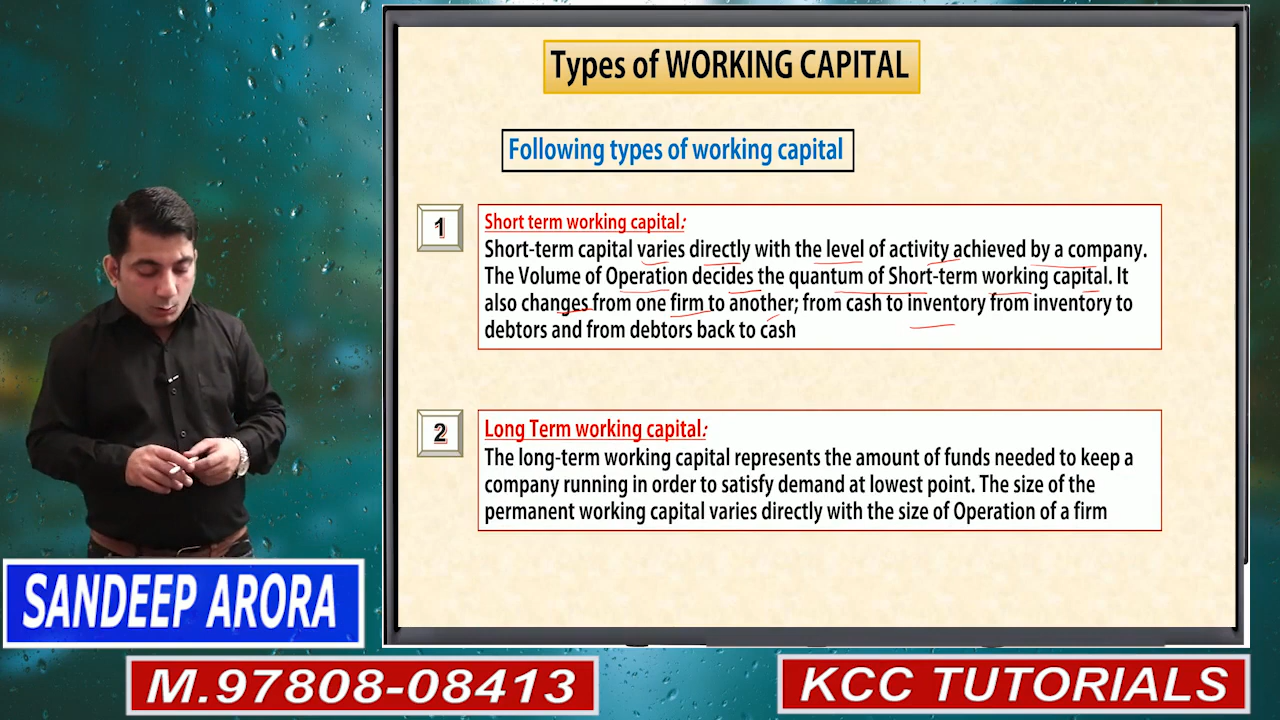 Types of WORKING CAPITAL
Following types of working capital
1
Short term working capital:
Short-term capital varies directly with the level of activity achieved by a company.
The Volume of Operation decides the quantum of Short-term working capital. It
also changes from one firm to another; from cash to inventory from inventory to
debtors and from debtors back to cash
2
Long Term working capital:
The long-term working capital represents the amount of funds needed to keep a
company running in order to satisfy demand at lowest point. The size of the
permanent working capital varies directly with the size of Operation of a firm
SANDEEP ARORA
M.97808-08413
KCC TUTORIALS